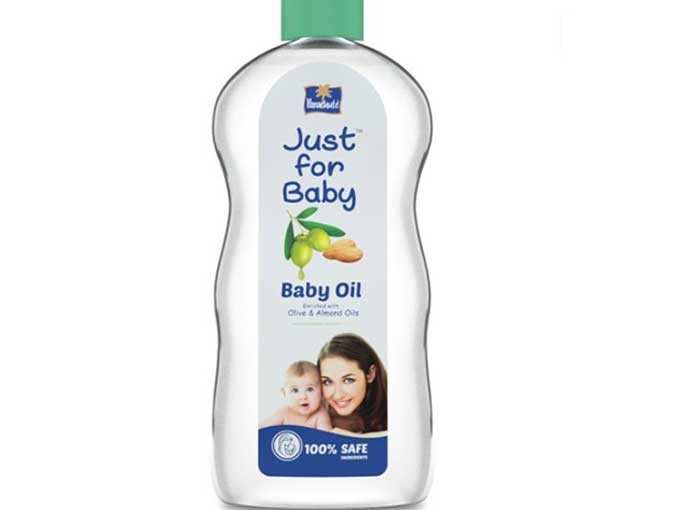 Parachute
Just™
for
Baby
Baby Oil
Enriched with
Olive & Almond Oils
100% SAFE
INGREDIENTS